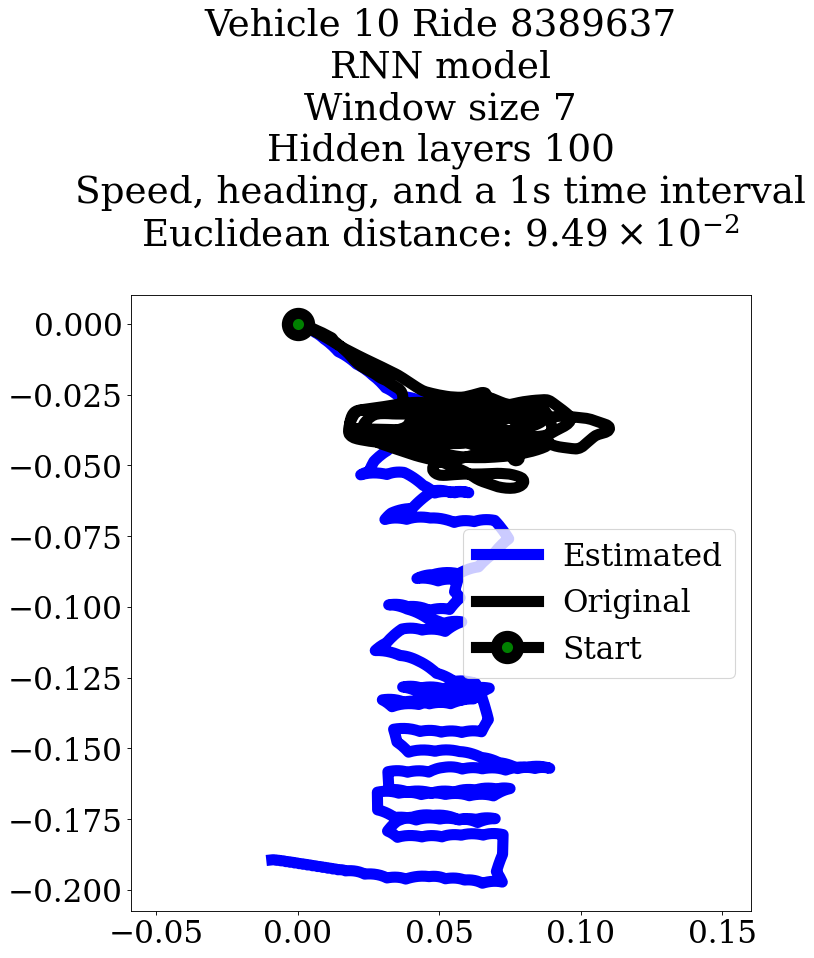 Vehicle 10 Ride 8389637
RNN model
Window size 7
Hidden layers 100
Speed, heading, and a 1s time interval
Euclidean distance: 9.49 × 10⁻²
0.000
−0.025
−0.050
−0.075
−0.100
−0.125
−0.150
−0.175
−0.200
Estimated
Original
Start
−0.05 0.00 0.05 0.10 0.15